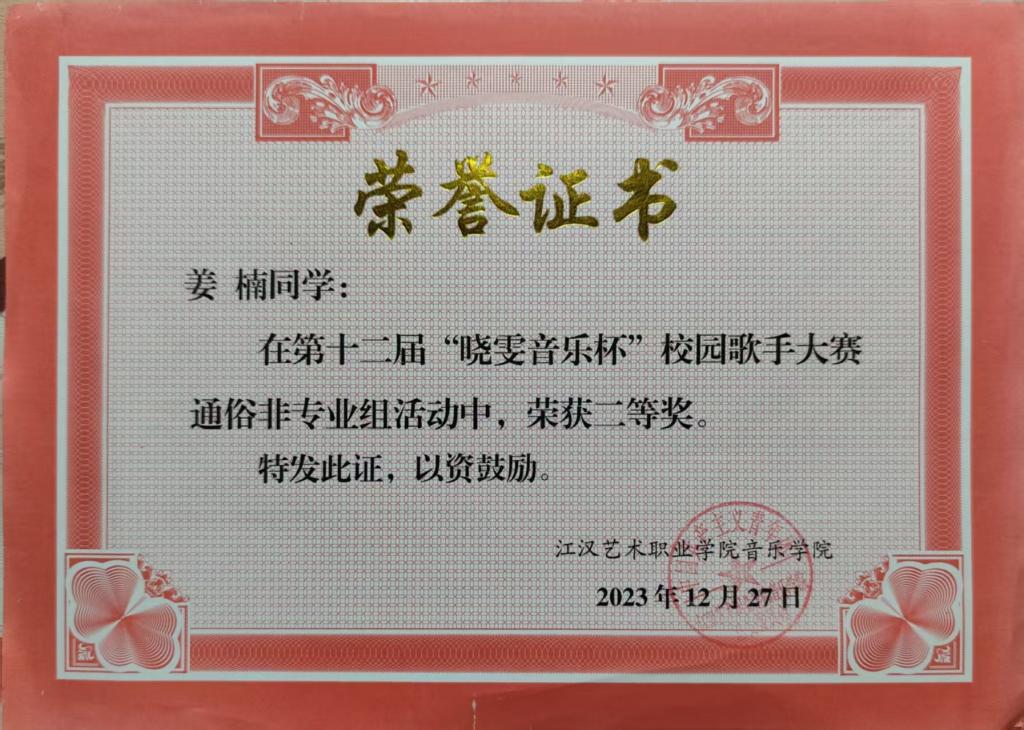 荣誉证书
姜 楠同学：
在第十二届“晓雯音乐杯”校园歌手大赛
通俗非专业组活动中，荣获二等奖。
特发此证，以资鼓励。
江汉艺术职业学院音乐学院
2023年12月27日